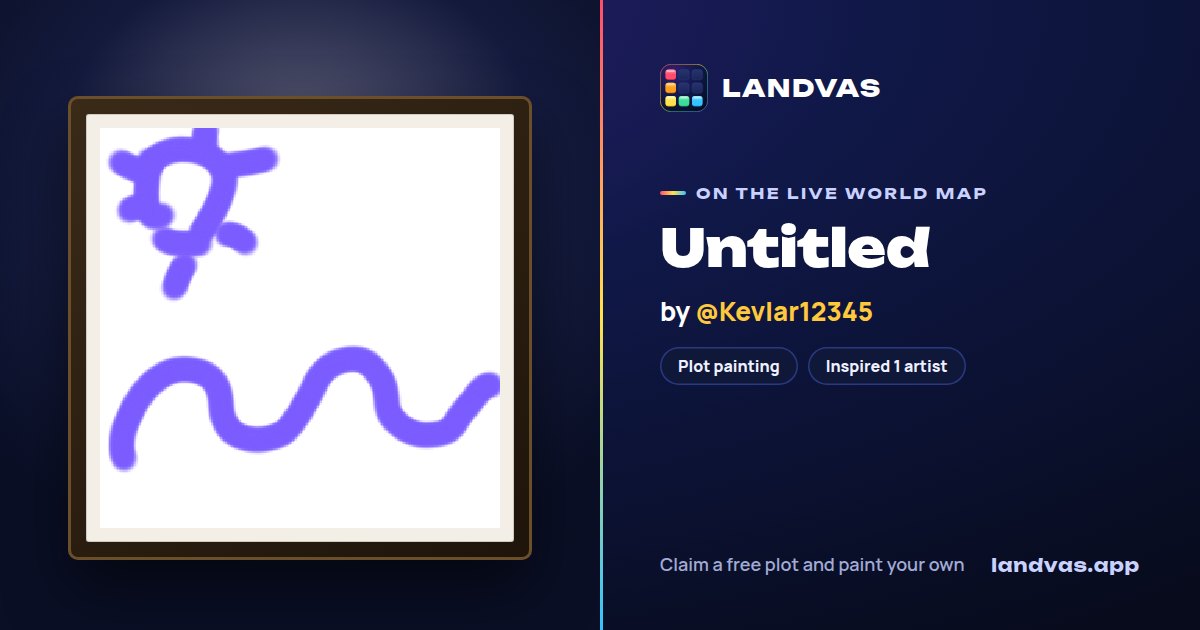 LANDVAS
ON THE LIVE WORLD MAP
Untitled
by @Kevlar12345
Plot painting
Inspired 1 artist
Claim a free plot and paint your own
landvas.app